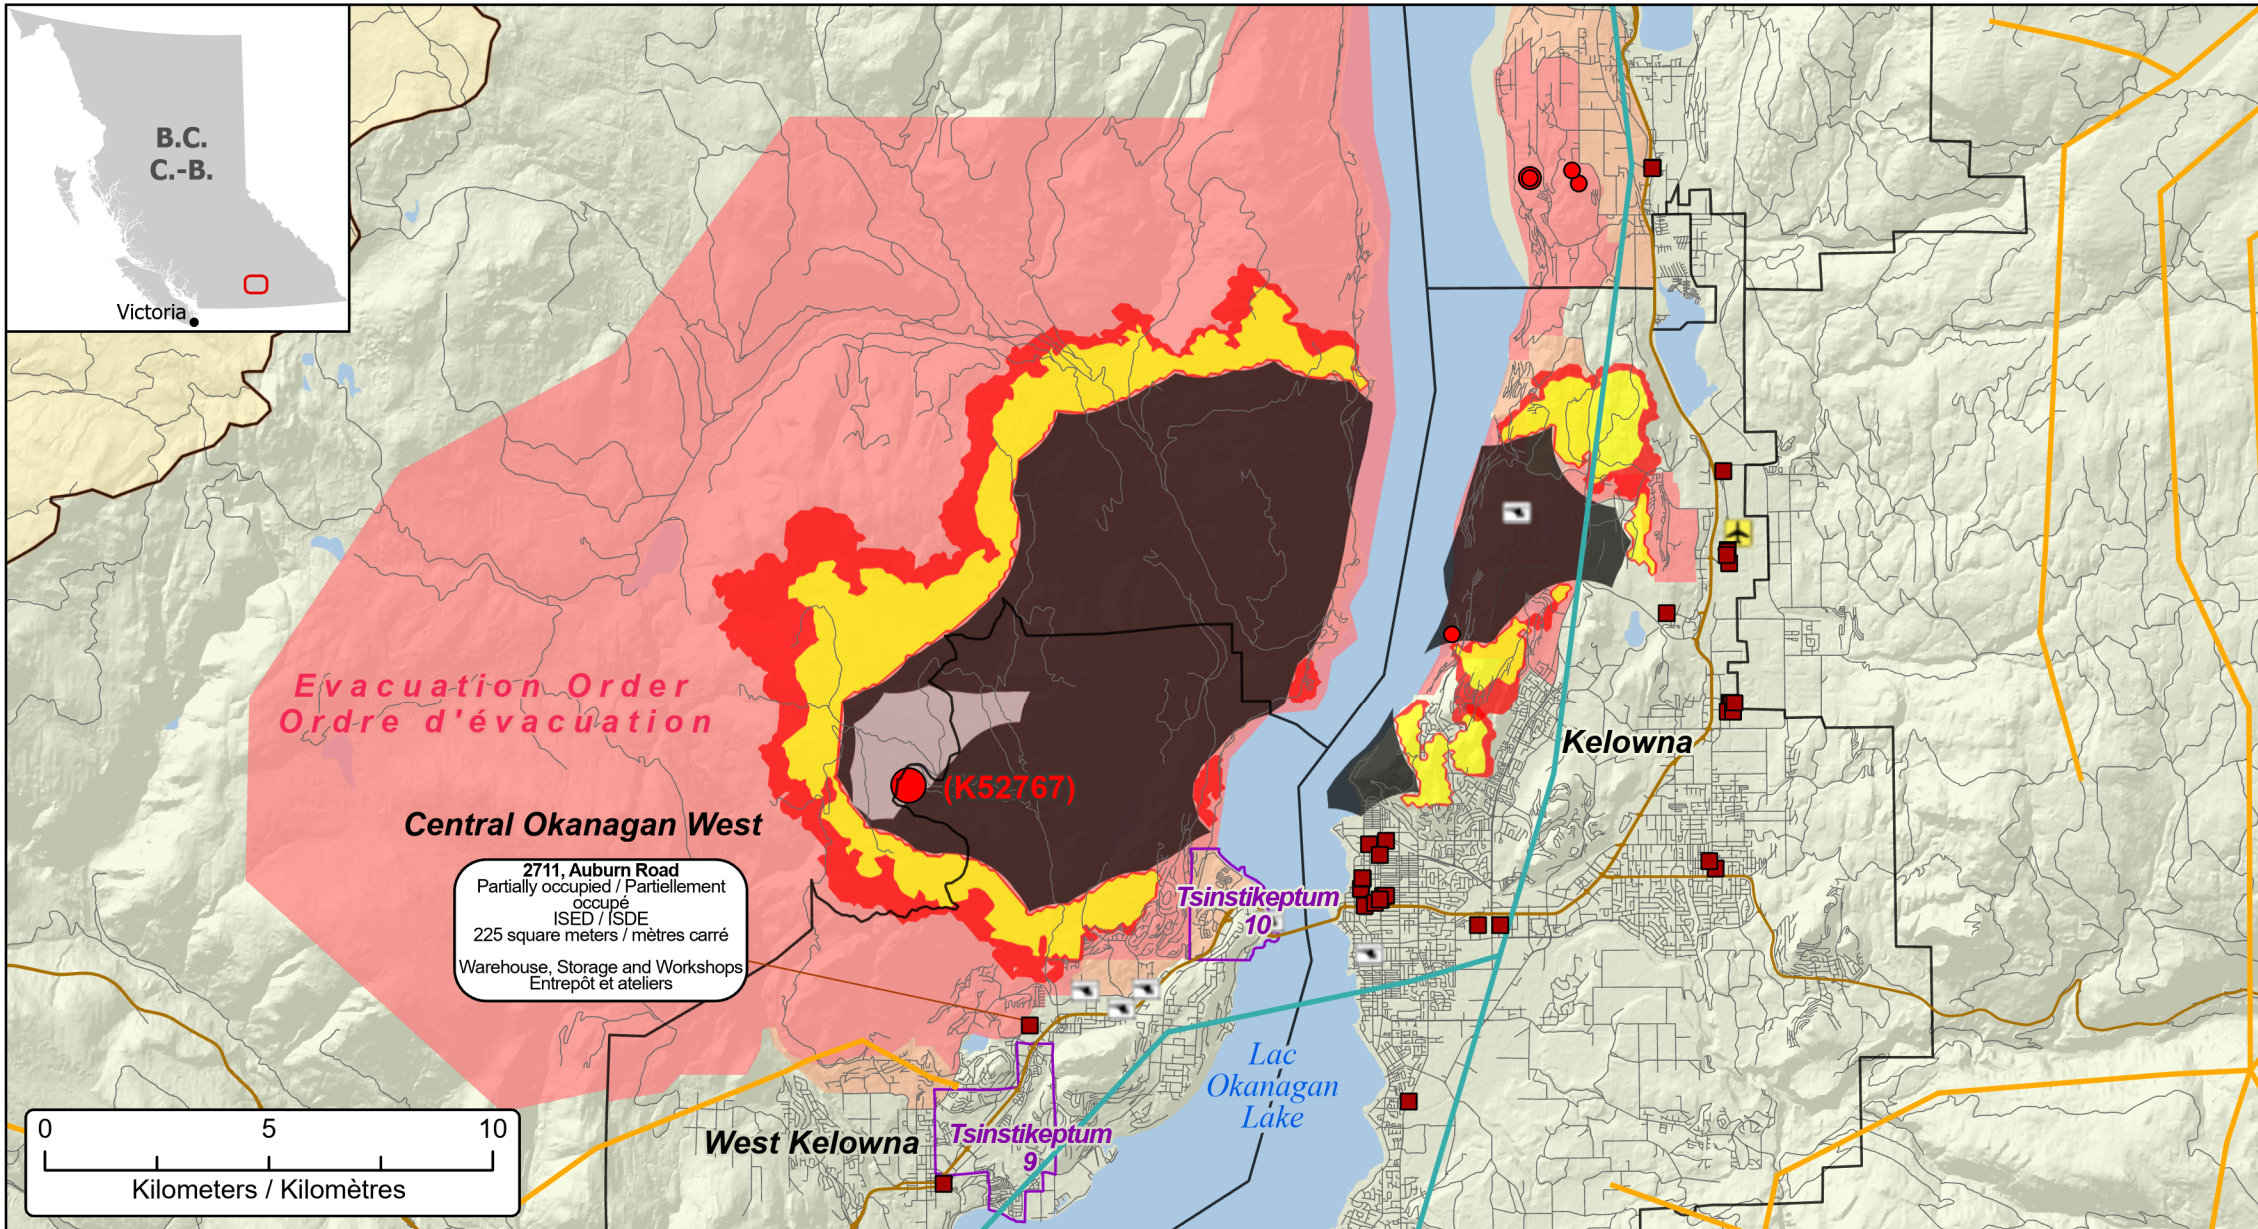 B.C.
C.-B.
Victoria
Evacuation Order
Ordre d'évacuation
(K52767)
Kelowna
Central Okanagan West
2711, Auburn Road
Partially occupied / Partiellement
occupé
ISED / ISDE
225 square meters / mètres carré
Warehouse, Storage and Workshops
Entrepôt et ateliers
Tsinstikeptum
10
Lac
Okanagan
Lake
West Kelowna
Tsinstikeptum
9
0 5 10
Kilometers / Kilomètres